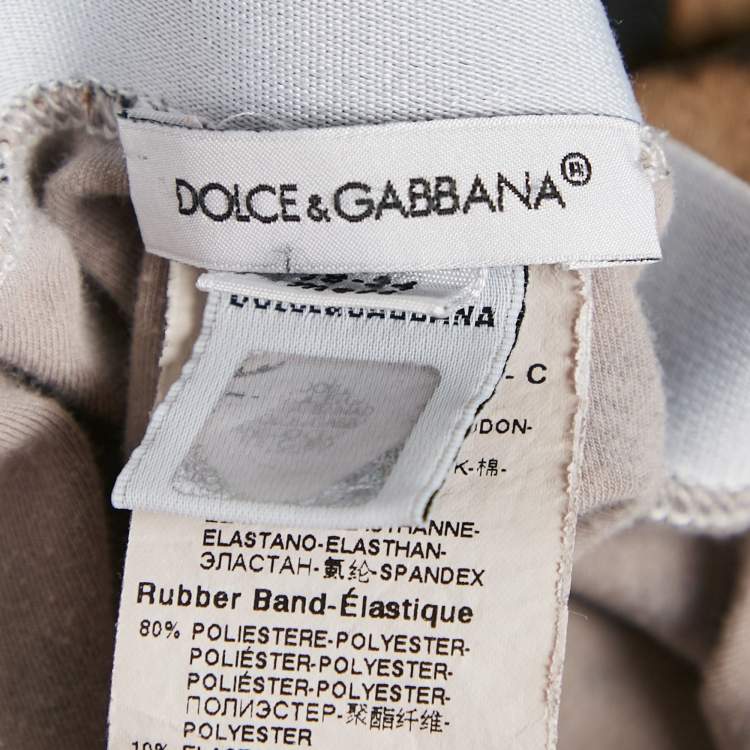 DOLCE&GABBANA®
DOLCE&GABBANA
- C
DON-
K-棉-
ELASTANO-ELASTHAN-
ЭЛАСТАН-氨纶-SPANDEX
Rubber Band-Élastique
80% POLIESTERE-POLYESTER-
POLIÉSTER-POLYESTER-
POLIÉSTER-POLYESTER-
ПОЛИЭСТЕР-聚酯纤维-
POLYESTER